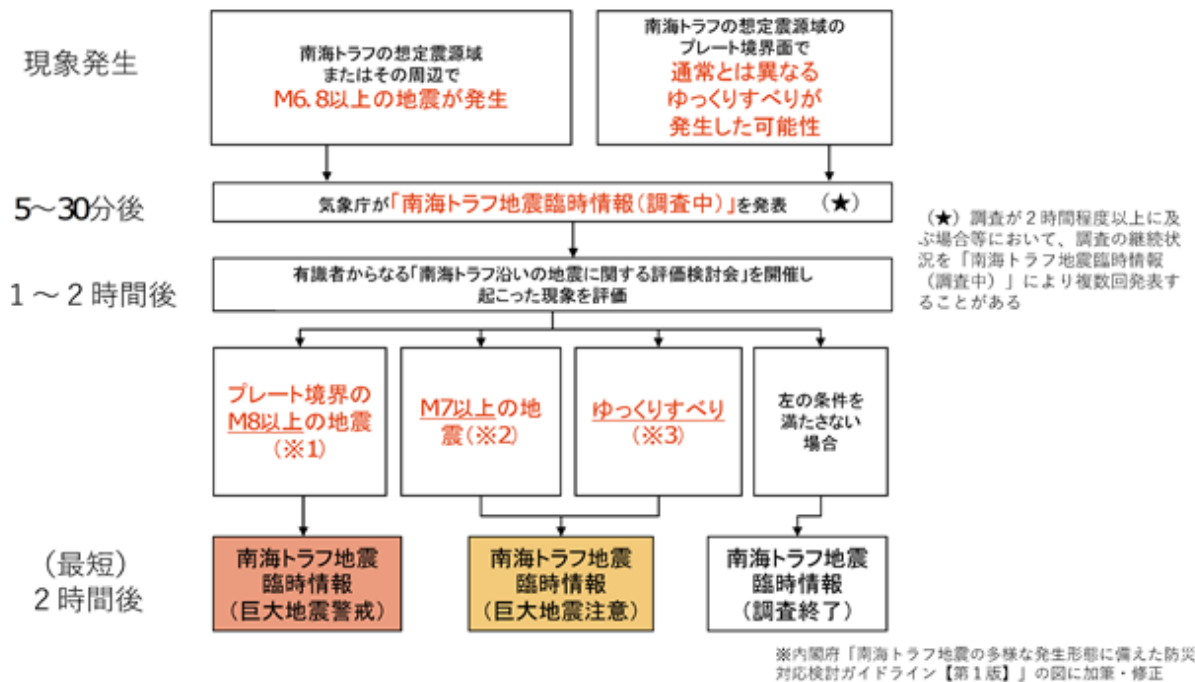 現象発生
南海トラフの想定震源域
またはその周辺で
M6.8以上の地震が発生
南海トラフの想定震源域の
プレート境界面で
通常とは異なる
ゆっくりすべりが
発生した可能性
5～30分後
気象庁が「南海トラフ地震臨時情報(調査中)」を発表 (★)
(★)調査が2時間程度以上に及
ぶ場合等において、調査の継続状
況を「南海トラフ地震臨時情報
(調査中)」により複数回発表す
ることがある
1～2時間後
有識者からなる「南海トラフ沿いの地震に関する評価検討会」を開催し
起こった現象を評価
プレート境界の
M8以上の地震
(※1)
M7以上の地
震(※2)
ゆっくりすべり
(※3)
左の条件を
満たさない
場合
(最短)
2時間後
南海トラフ地震
臨時情報
(巨大地震警戒)
南海トラフ地震
臨時情報
(巨大地震注意)
南海トラフ地震
臨時情報
(調査終了)
※内閣府「南海トラフ地震の多様な発生形態に備えた防災
対応検討ガイドライン【第1版】」の図に加筆・修正